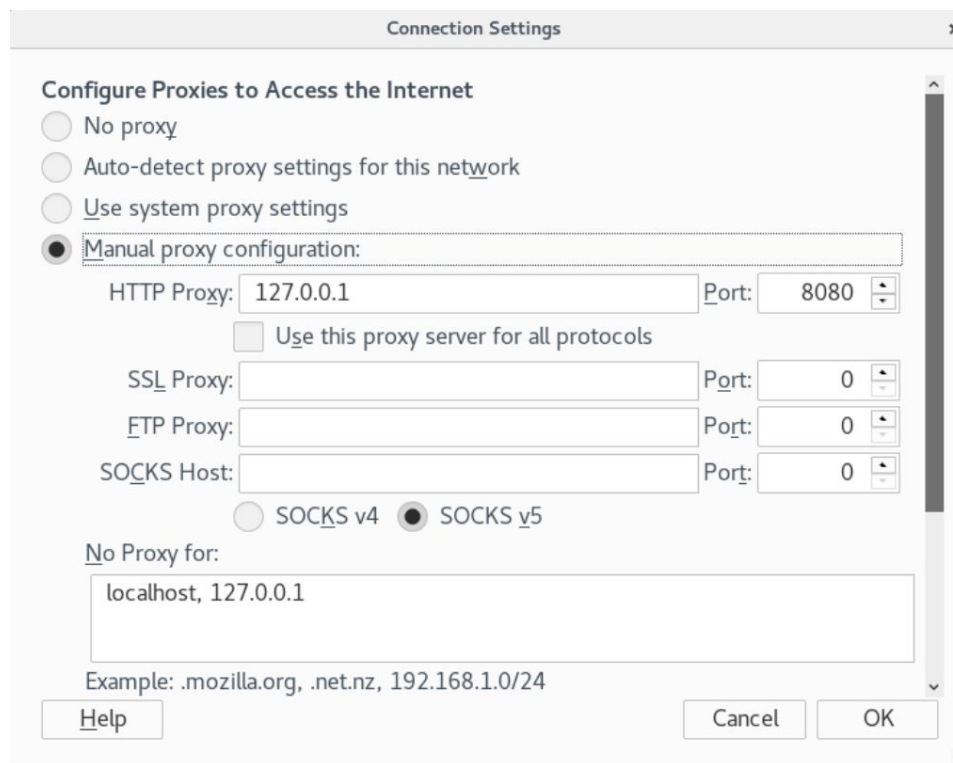 Connection Settings
Configure Proxies to Access the Internet
No proxy
Auto-detect proxy settings for this network
Use system proxy settings
Manual proxy configuration:
HTTP Proxy: 127.0.0.1 Port: 8080
Use this proxy server for all protocols
SSL Proxy: Port: 0
FTP Proxy: Port: 0
SOCKS Host: Port: 0
SOCKS v4 SOCKS v5
No Proxy for:
localhost, 127.0.0.1
Example: .mozilla.org, .net.nz, 192.168.1.0/24
Help Cancel OK